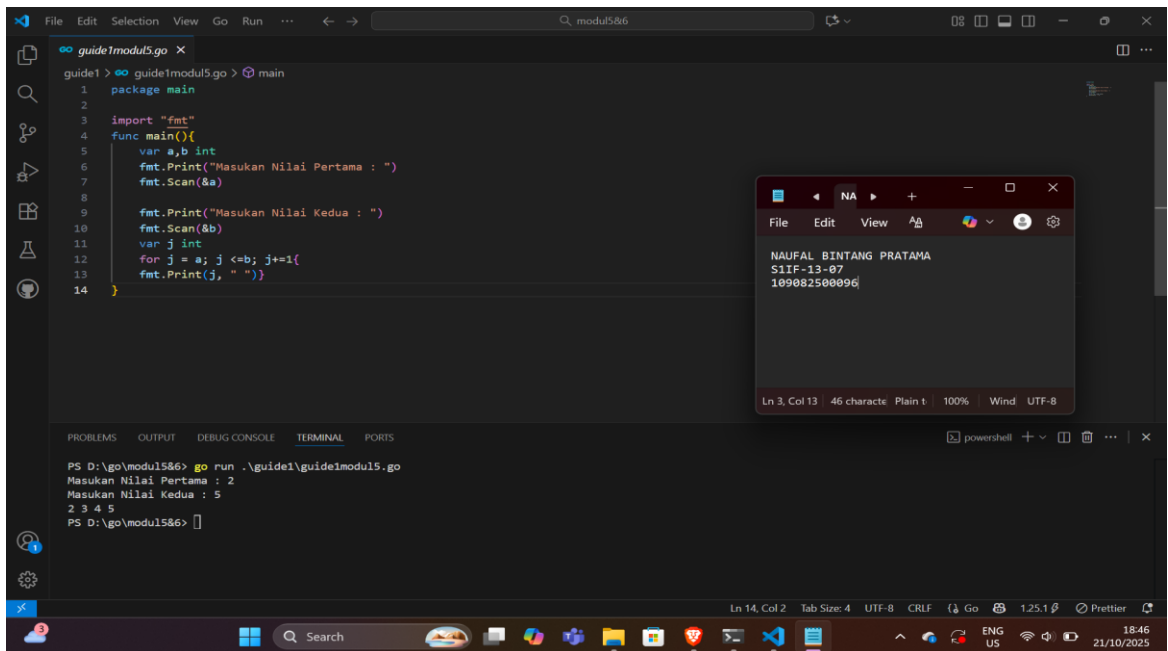 File Edit Selection View Go Run ··· modul5&6
guide1modul5.go
guide1 > guide1modul5.go > main
1 package main
2
3 import "fmt"
4 func main(){
5 var a,b int
6 fmt.Print("Masukan Nilai Pertama : ")
7 fmt.Scan(&a)
8
9 fmt.Print("Masukan Nilai Kedua : ")
10 fmt.Scan(&b)
11 var j int
12 for j = a; j <=b; j+=1{
13 fmt.Print(j, " ")}
14 }
NA
File Edit View
NAUFAL BINTANG PRATAMA
S1IF-13-07
109082500096
Ln 3, Col 13 46 characte Plain t 100% Wind UTF-8
PROBLEMS OUTPUT DEBUG CONSOLE TERMINAL PORTS
powershell
PS D:\go\modul5&6> go run .\guide1\guide1modul5.go
Masukan Nilai Pertama : 2
Masukan Nilai Kedua : 5
2 3 4 5
PS D:\go\modul5&6>
1
Ln 14, Col 2 Tab Size: 4 UTF-8 CRLF Go 1.25.1 Prettier
3
Search
ENG
US
18:46
21/10/2025